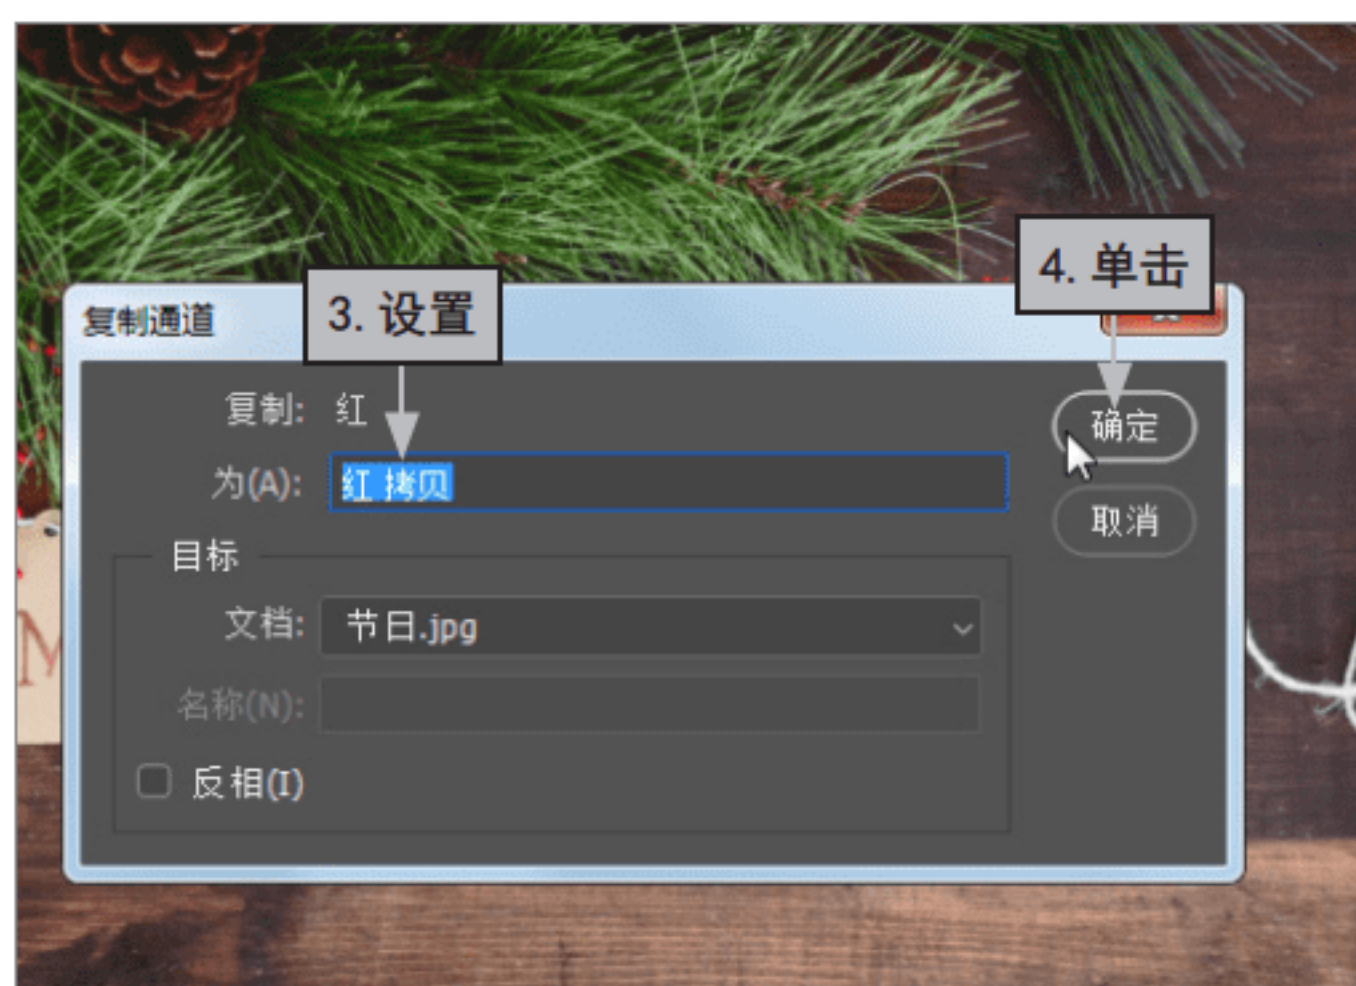 4. 单击
3. 设置
复制通道
复制: 红
确定
为(A): 红 拷贝
取消
目标
文档: 节日.jpg
M
名称(N):
反相(I)